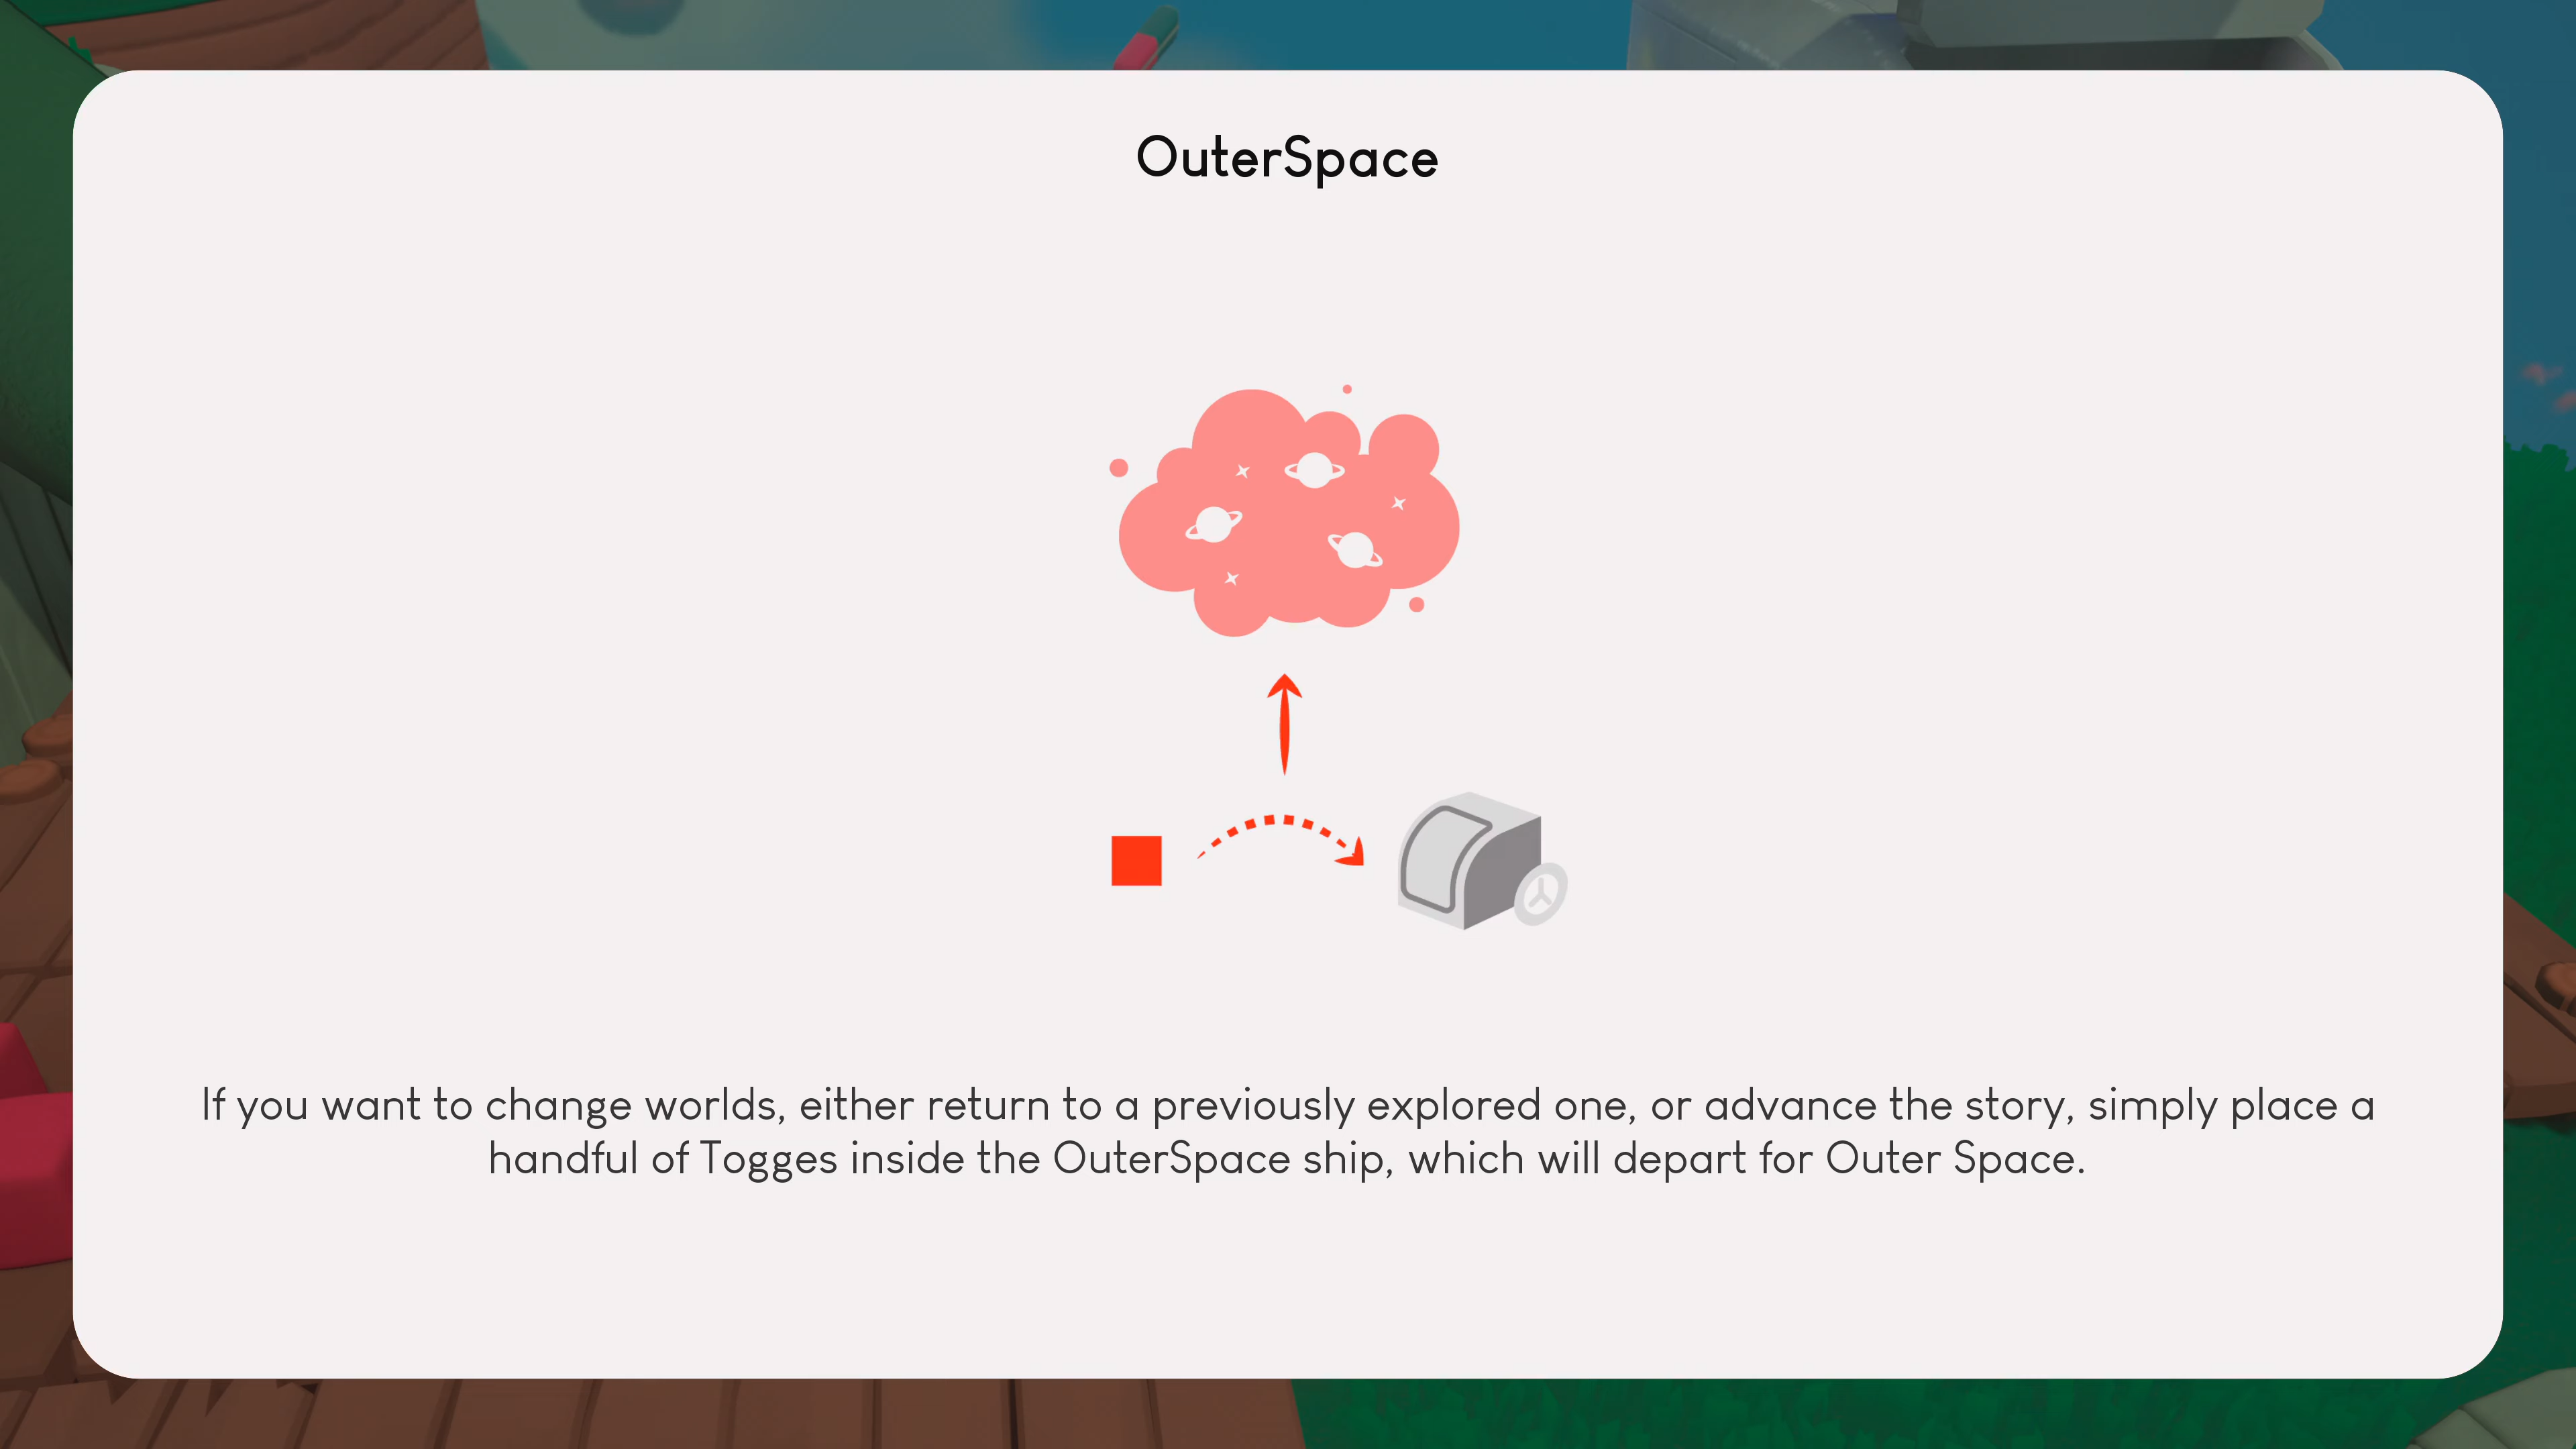 OuterSpace
If you want to change worlds, either return to a previously explored one, or advance the story, simply place a
handful of Togges inside the OuterSpace ship, which will depart for Outer Space.